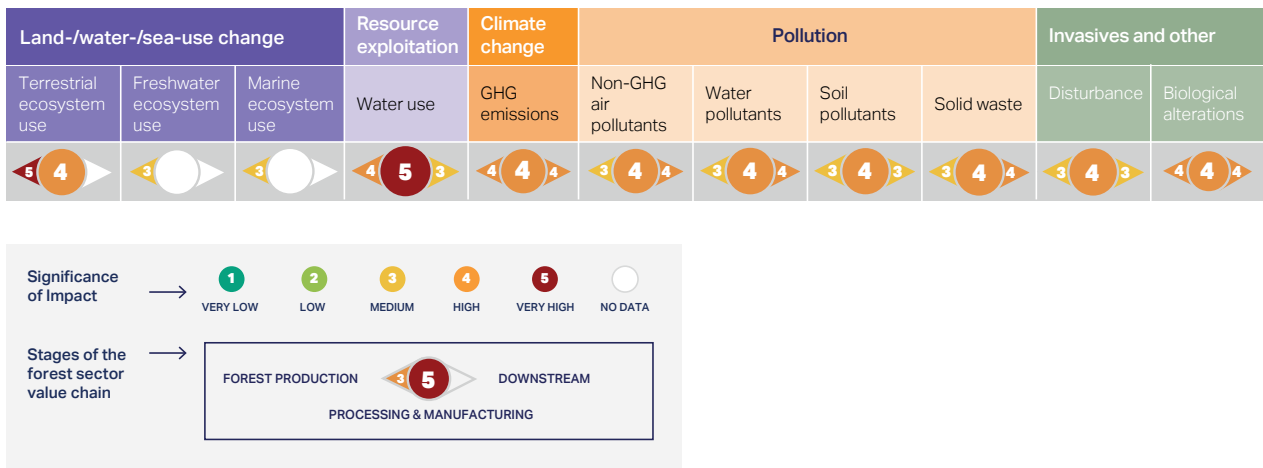 Land-/water-/sea-use change
Resource
exploitation
Climate
change
Pollution
Invasives and other
Terrestrial
ecosystem
use
Freshwater
ecosystem
use
Marine
ecosystem
use
Water use
GHG
emissions
Non-GHG
air
pollutants
Water
pollutants
Soil
pollutants
Solid waste
Disturbance
Biological
alterations
5 4
3
3
4 5 3
4 4 4
3 4 4
3 4 4
3 4 3
3 4 4
3 4 3
4 4 4
Significance
of Impact
1
2
3
4
5
VERY LOW
LOW
MEDIUM
HIGH
VERY HIGH
NO DATA
Stages of the
forest sector
value chain
FOREST PRODUCTION
3 5
DOWNSTREAM
PROCESSING & MANUFACTURING